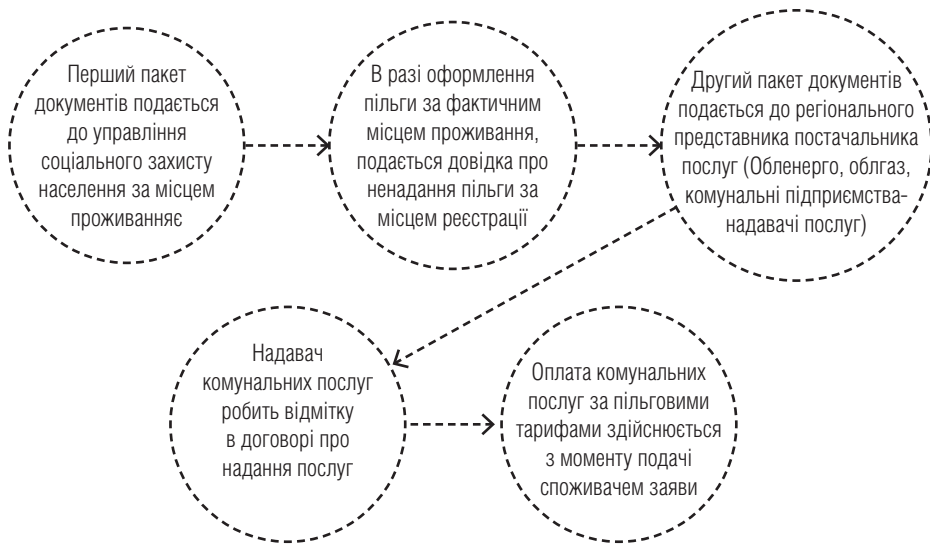 Перший пакет
документів подається
до управління
соціального захисту
населення за місцем
проживанняє
В разі оформлення
пільги за фактичним
місцем проживання,
подається довідка про
ненадання пільги за
місцем реєстрації
Другий пакет документів
подається до регіонального
представника постачальника
послуг (Обленерго, облгаз,
комунальні підприємства-
надавачі послуг)
Надавач
комунальних послуг
робить відмітку
в договорі про
надання послуг
Оплата комунальних
послуг за пільговими
тарифами здійснюється
з моменту подачі
споживачем заяви